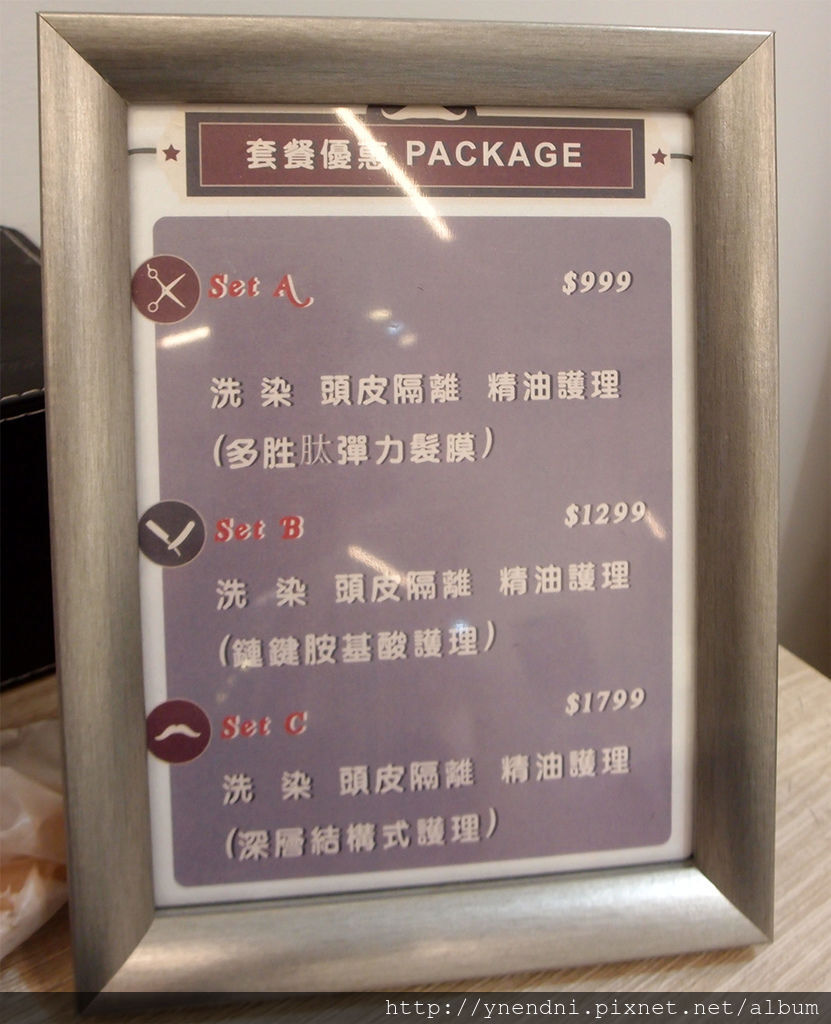 套餐優惠 PACKAGE
Set A $999
洗 染 頭皮隔離 精油護理
(多胜肽彈力髮膜)
Set B $1299
洗 染 頭皮隔離 精油護理
(鏈鍵胺基酸護理)
Set C $1799
洗 染 頭皮隔離 精油護理
(深層結構式護理)
http://ynendni.pixnet.net/album